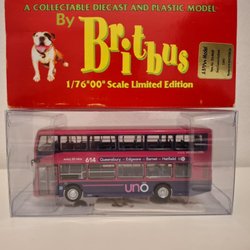 A COLLECTABLE DIECAST AND PLASTIC MODEL
By
Britbus
1/76"00" Scale Limited Edition
614
Queensbury - Edgware - Barnet - Hatfield
uno